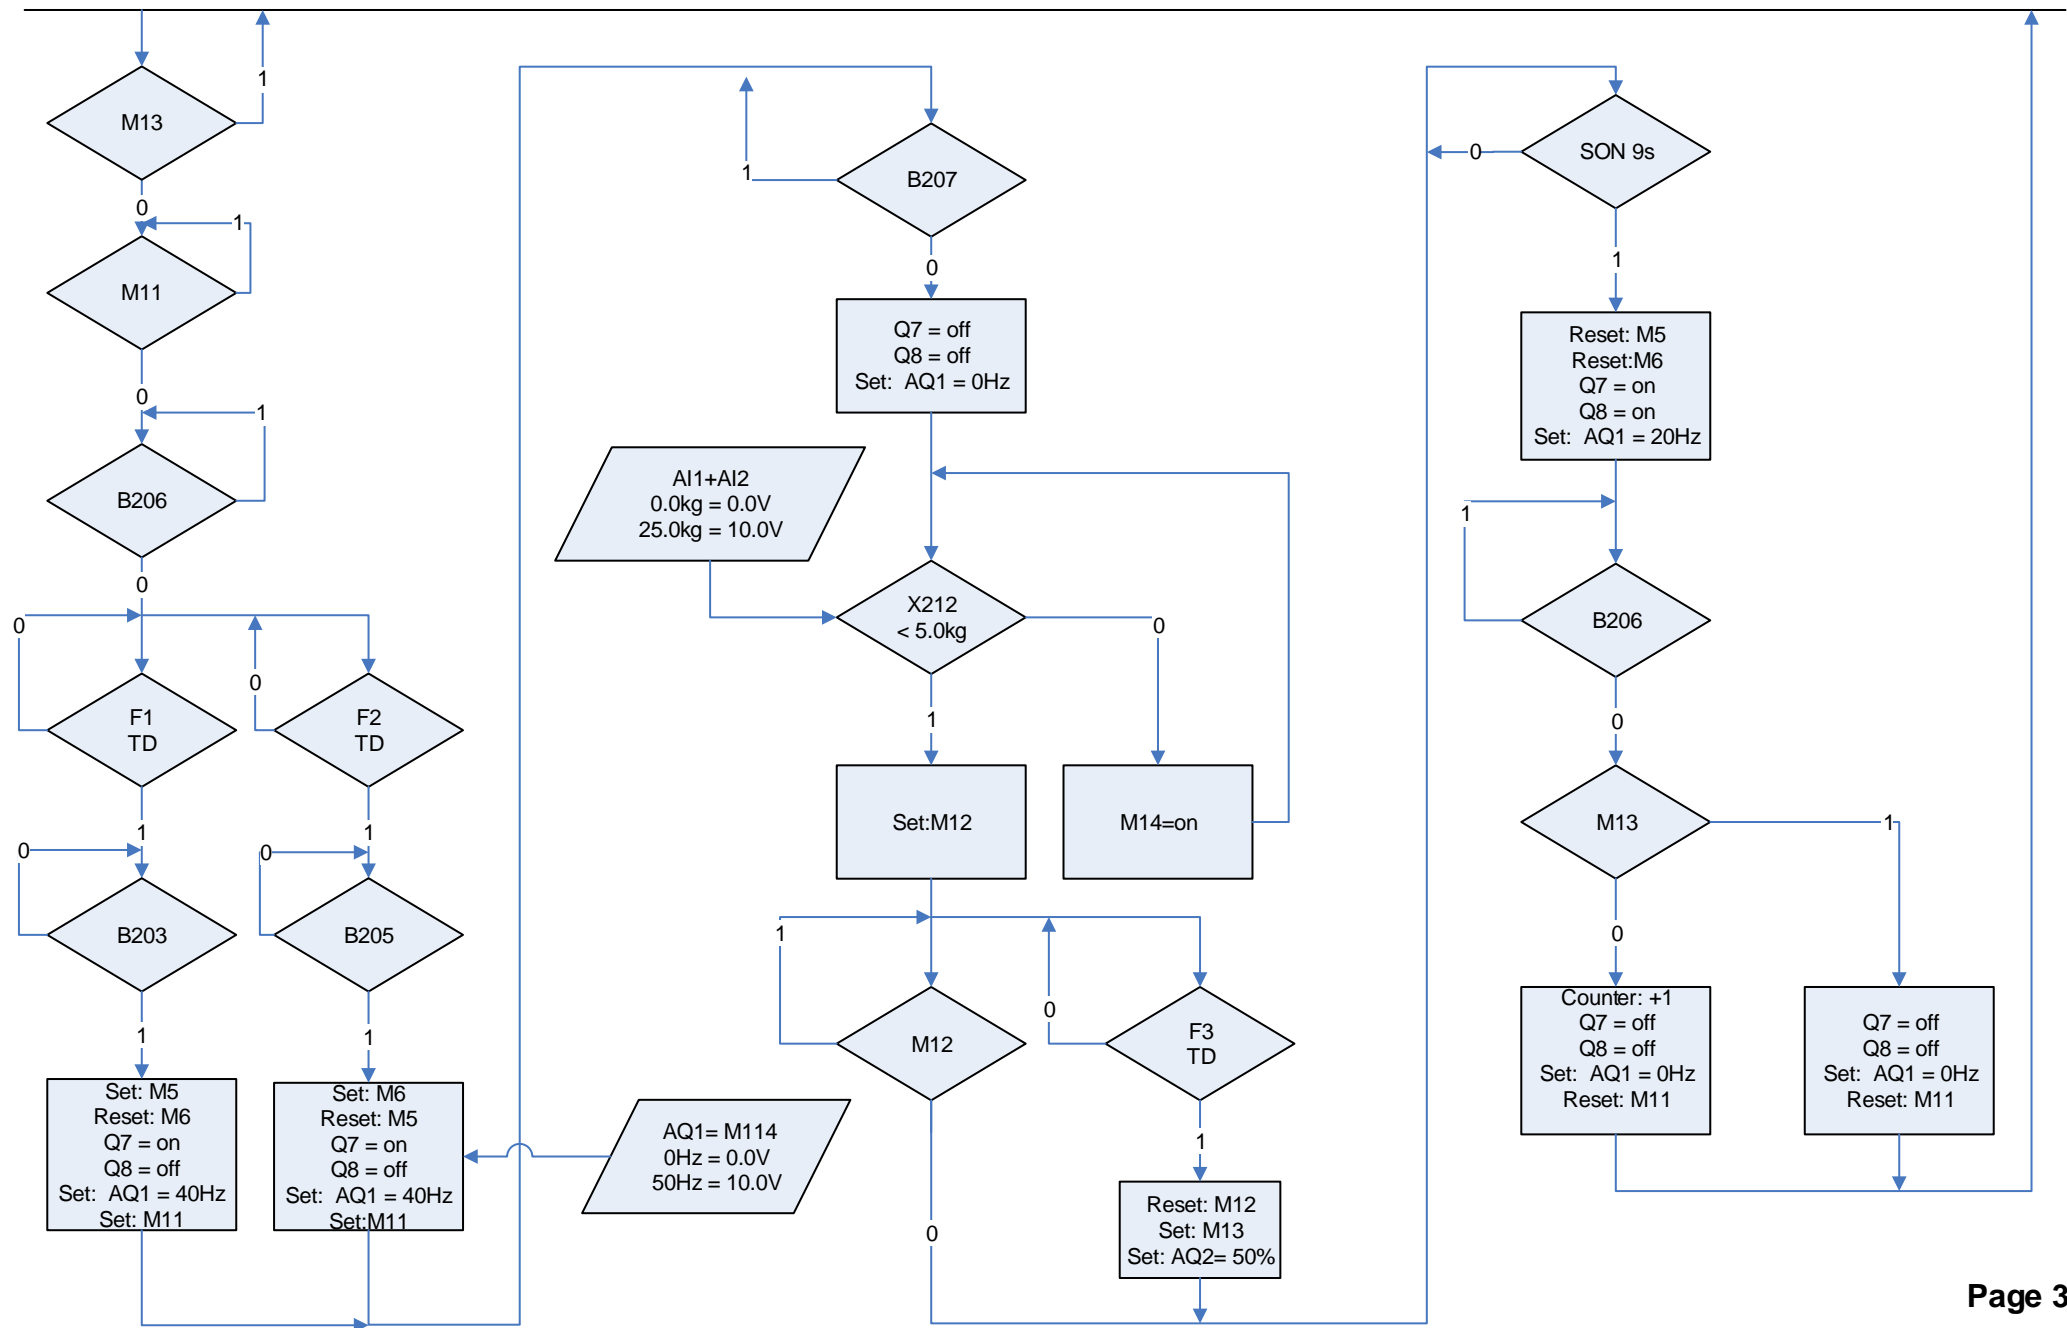 1
M13
0
1
M11
0
1
B206
0
0
F1
TD
0
F2
TD
1
1
0
B203
0
B205
1
1
Set: M5
Reset: M6
Q7 = on
Q8 = off
Set: AQ1 = 40Hz
Set: M11
Set: M6
Reset: M5
Q7 = on
Q8 = off
Set: AQ1 = 40Hz
Set:M11
AQ1= M114
0Hz = 0.0V
50Hz = 10.0V
1
B207
0
Q7 = off
Q8 = off
Set: AQ1 = 0Hz
AI1+AI2
0.0kg = 0.0V
25.0kg = 10.0V
X212
< 5.0kg
0
1
Set:M12
M14=on
1
M12
0
0
F3
TD
1
Reset: M12
Set: M13
Set: AQ2= 50%
0
SON 9s
1
Reset: M5
Reset:M6
Q7 = on
Q8 = on
Set: AQ1 = 20Hz
1
B206
0
M13
1
0
Counter: +1
Q7 = off
Q8 = off
Set: AQ1 = 0Hz
Reset: M11
Q7 = off
Q8 = off
Set: AQ1 = 0Hz
Reset: M11
Page 3